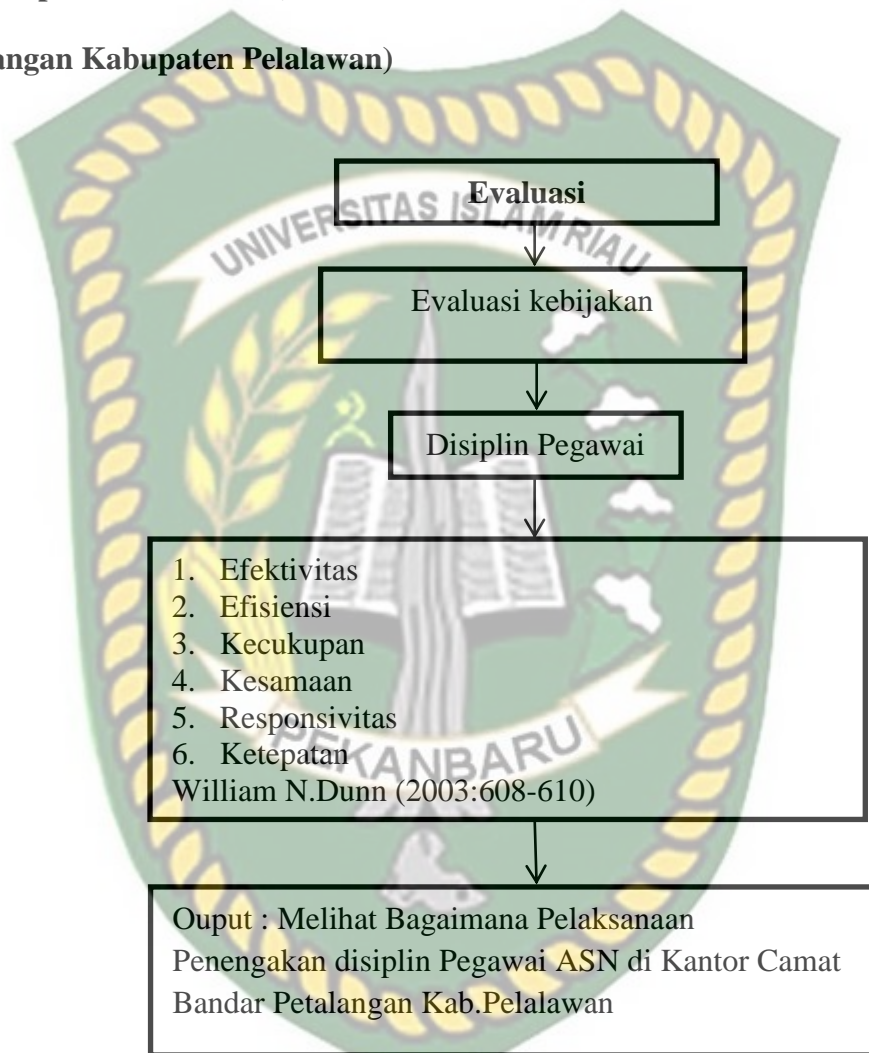 angan Kabupaten Pelalawan)
Evaluasi
UNIVERSITAS ISLAM RIAU
Evaluasi kebijakan
Disiplin Pegawai
1. Efektivitas
2. Efisiensi
3. Kecukupan
4. Kesamaan
5. Responsivitas
6. Ketepatan
William N.Dunn (2003:608-610)
PEKANBARU
Ouput : Melihat Bagaimana Pelaksanaan
Penengakan disiplin Pegawai ASN di Kantor Camat
Bandar Petalangan Kab.Pelalawan